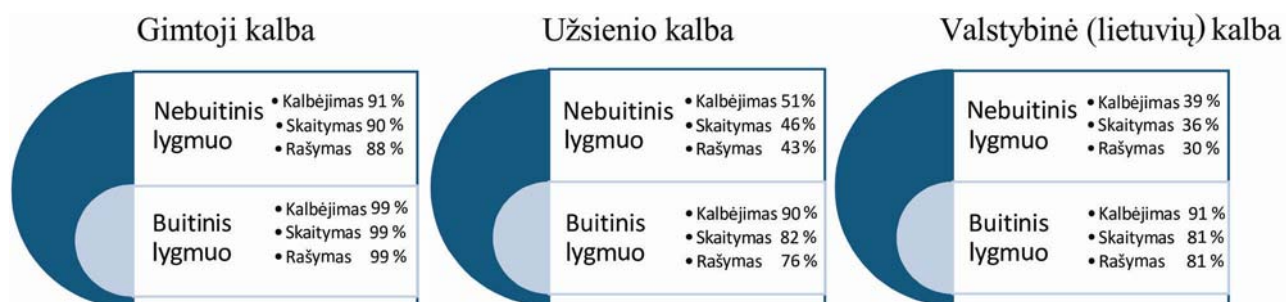 Gimtoji kalba
Nebuitinis
lygmuo
• Kalbėjimas 91 %
• Skaitymas 90 %
• Rašymas 88 %
Buitinis
lygmuo
• Kalbėjimas 99 %
• Skaitymas 99 %
• Rašymas 99 %
Užsienio kalba
Nebuitinis
lygmuo
• Kalbėjimas 51%
• Skaitymas 46%
• Rašymas 43%
Buitinis
lygmuo
• Kalbėjimas 90 %
• Skaitymas 82 %
• Rašymas 76 %
Valstybinė (lietuvių) kalba
Nebuitinis
lygmuo
• Kalbėjimas 39 %
• Skaitymas 36 %
• Rašymas 30 %
Buitinis
lygmuo
• Kalbėjimas 91 %
• Skaitymas 81 %
• Rašymas 81 %